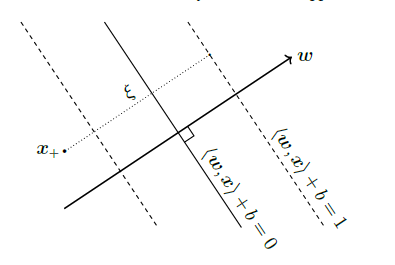 w
ξ
x₊
⟨w, x⟩ + b = 0
⟨w, x⟩ + b = 1